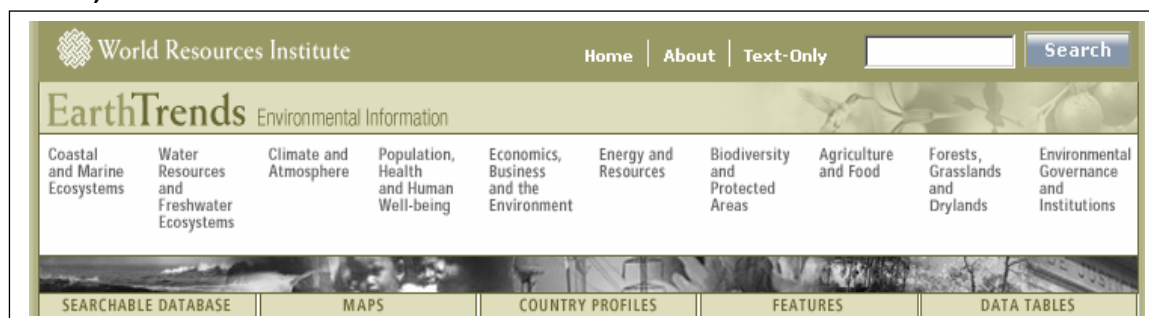 World Resources Institute
Home | About | Text-Only
Search
EarthTrends Environmental Information
Coastal
and Marine
Ecosystems
Water
Resources
and
Freshwater
Ecosystems
Climate and
Atmosphere
Population,
Health
and Human
Well-being
Economics,
Business
and the
Environment
Energy and
Resources
Biodiversity
and
Protected
Areas
Agriculture
and Food
Forests,
Grasslands
and
Drylands
Environmental
Governance
and
Institutions
SEARCHABLE DATABASE
MAPS
COUNTRY PROFILES
FEATURES
DATA TABLES